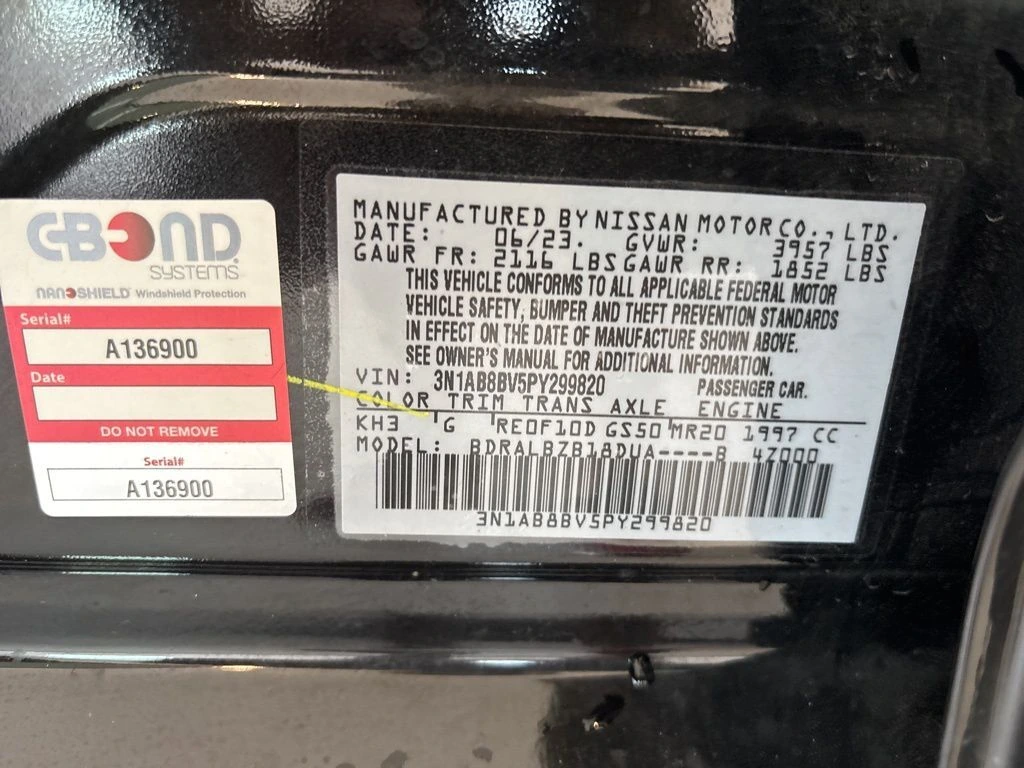 CBOND
SYSTEMS
NANOSHIELD® Windshield Protection
Serial#
A136900
Date
DO NOT REMOVE
Serial#
A136900
MANUFACTURED BY NISSAN MOTOR CO., LTD.
DATE: 06/23. GVWR: 3957 LBS
GAWR FR: 2116 LBS GAWR RR: 1852 LBS
THIS VEHICLE CONFORMS TO ALL APPLICABLE FEDERAL MOTOR
VEHICLE SAFETY, BUMPER AND THEFT PREVENTION STANDARDS
IN EFFECT ON THE DATE OF MANUFACTURE SHOWN ABOVE.
SEE OWNER'S MANUAL FOR ADDITIONAL INFORMATION.
VIN: 3N1AB8BV5PY299820 PASSENGER CAR.
COLOR TRIM TRANS AXLE ENGINE
KH3 G RE0F10D GS50 MR20 1997 CC
MODEL: BDRALBZB18DUA----B 4Z000
3N1AB8BV5PY299820